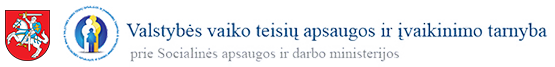 Valstybės vaiko teisių apsaugos ir įvaikinimo tarnyba
prie Socialinės apsaugos ir darbo ministerijos